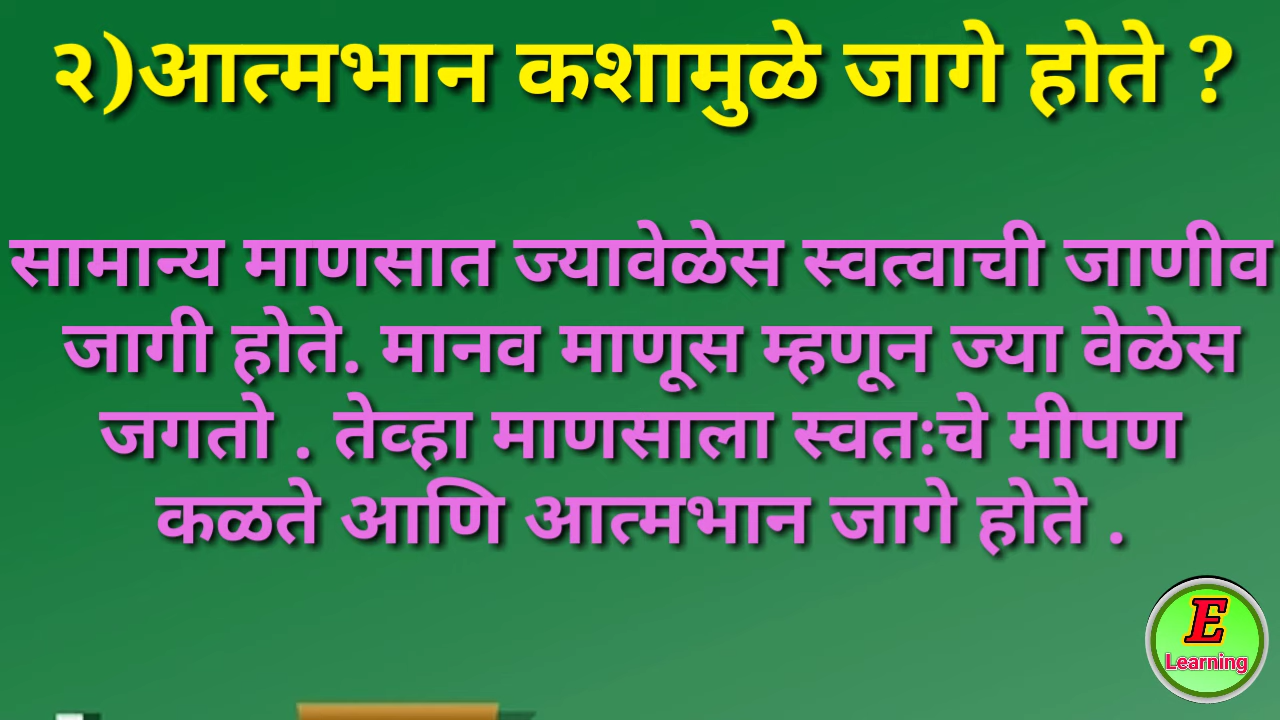 २)आत्मभान कशामुळे जागे होते ?
सामान्य माणसात ज्यावेळेस स्वत्वाची जाणीव
जागी होते. मानव माणूस म्हणून ज्या वेळेस
जगतो . तेव्हा माणसाला स्वतःचे मीपण
कळते आणि आत्मभान जागे होते .
E
Learning